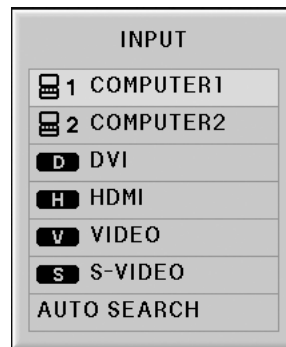 INPUT
1 COMPUTER1
2 COMPUTER2
D DVI
H HDMI
V VIDEO
S S-VIDEO
AUTO SEARCH